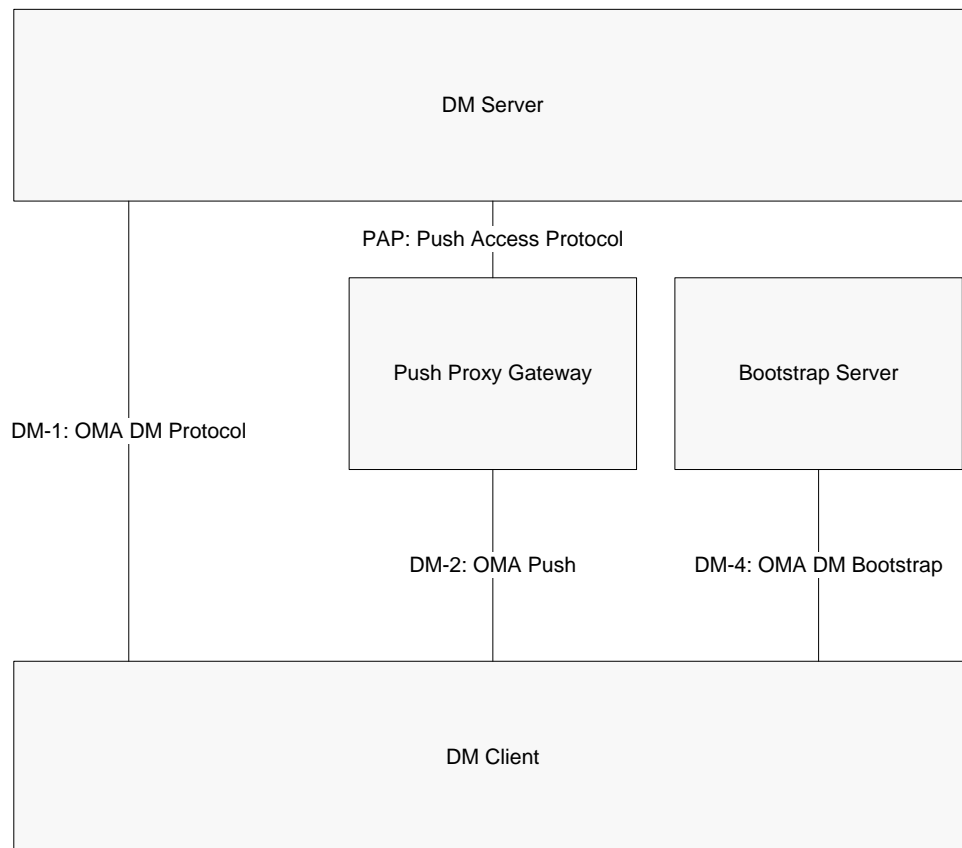 DM Server
PAP: Push Access Protocol
Push Proxy Gateway
Bootstrap Server
DM-1: OMA DM Protocol
DM-2: OMA Push
DM-4: OMA DM Bootstrap
DM Client